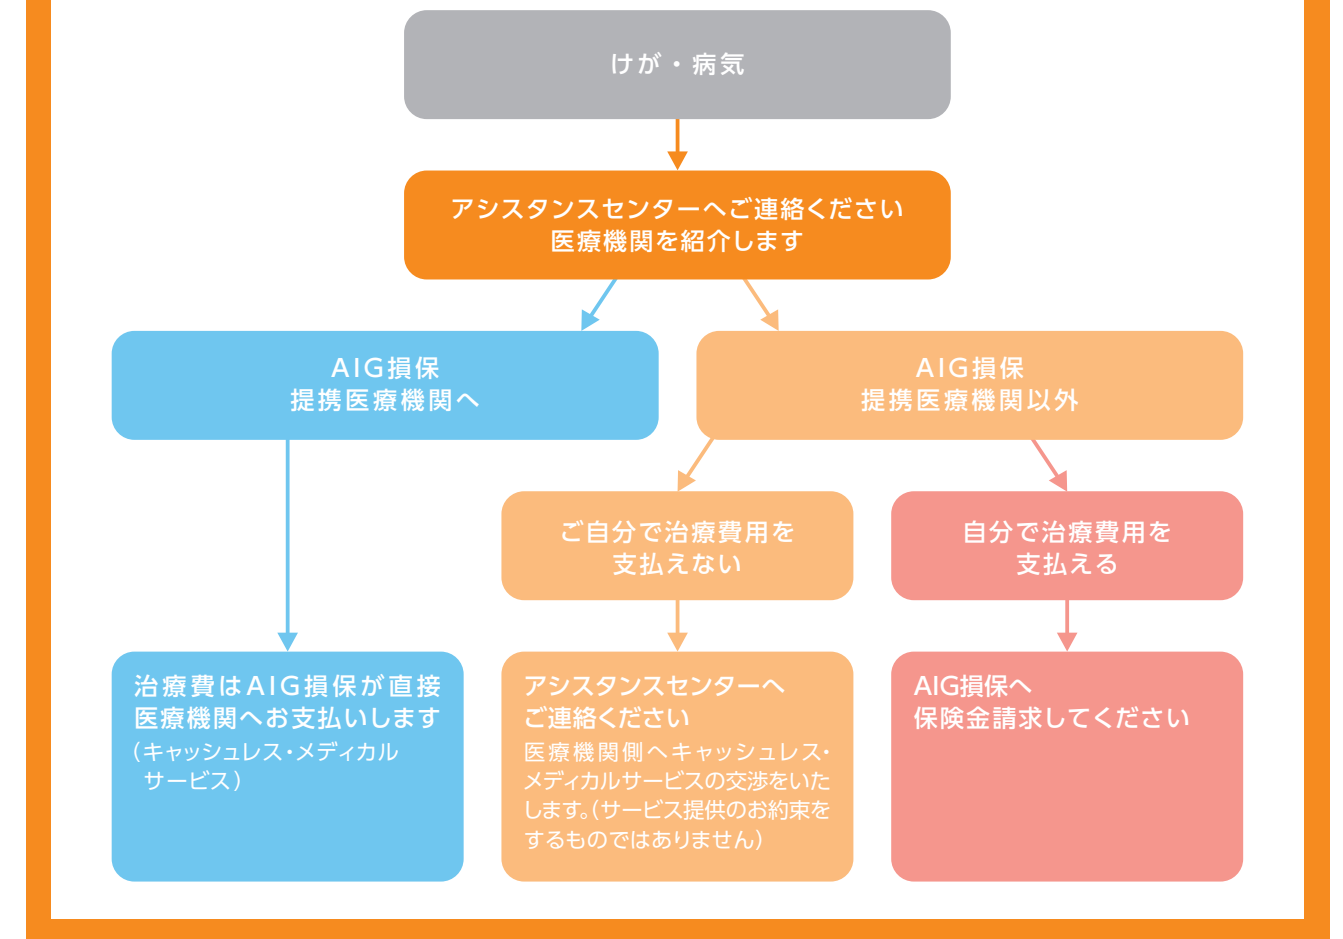 けが・病気
アシスタンスセンターへご連絡ください
医療機関を紹介します
AIG損保
提携医療機関へ
AIG損保
提携医療機関以外
ご自分で治療費用を
支払えない
自分で治療費用を
支払える
治療費はAIG損保が直接
医療機関へお支払いします
（キャッシュレス・メディカル
サービス）
アシスタンスセンターへ
ご連絡ください
医療機関側へキャッシュレス・
メディカルサービスの交渉をいた
します。（サービス提供のお約束を
するものではありません）
AIG損保へ
保険金請求してください